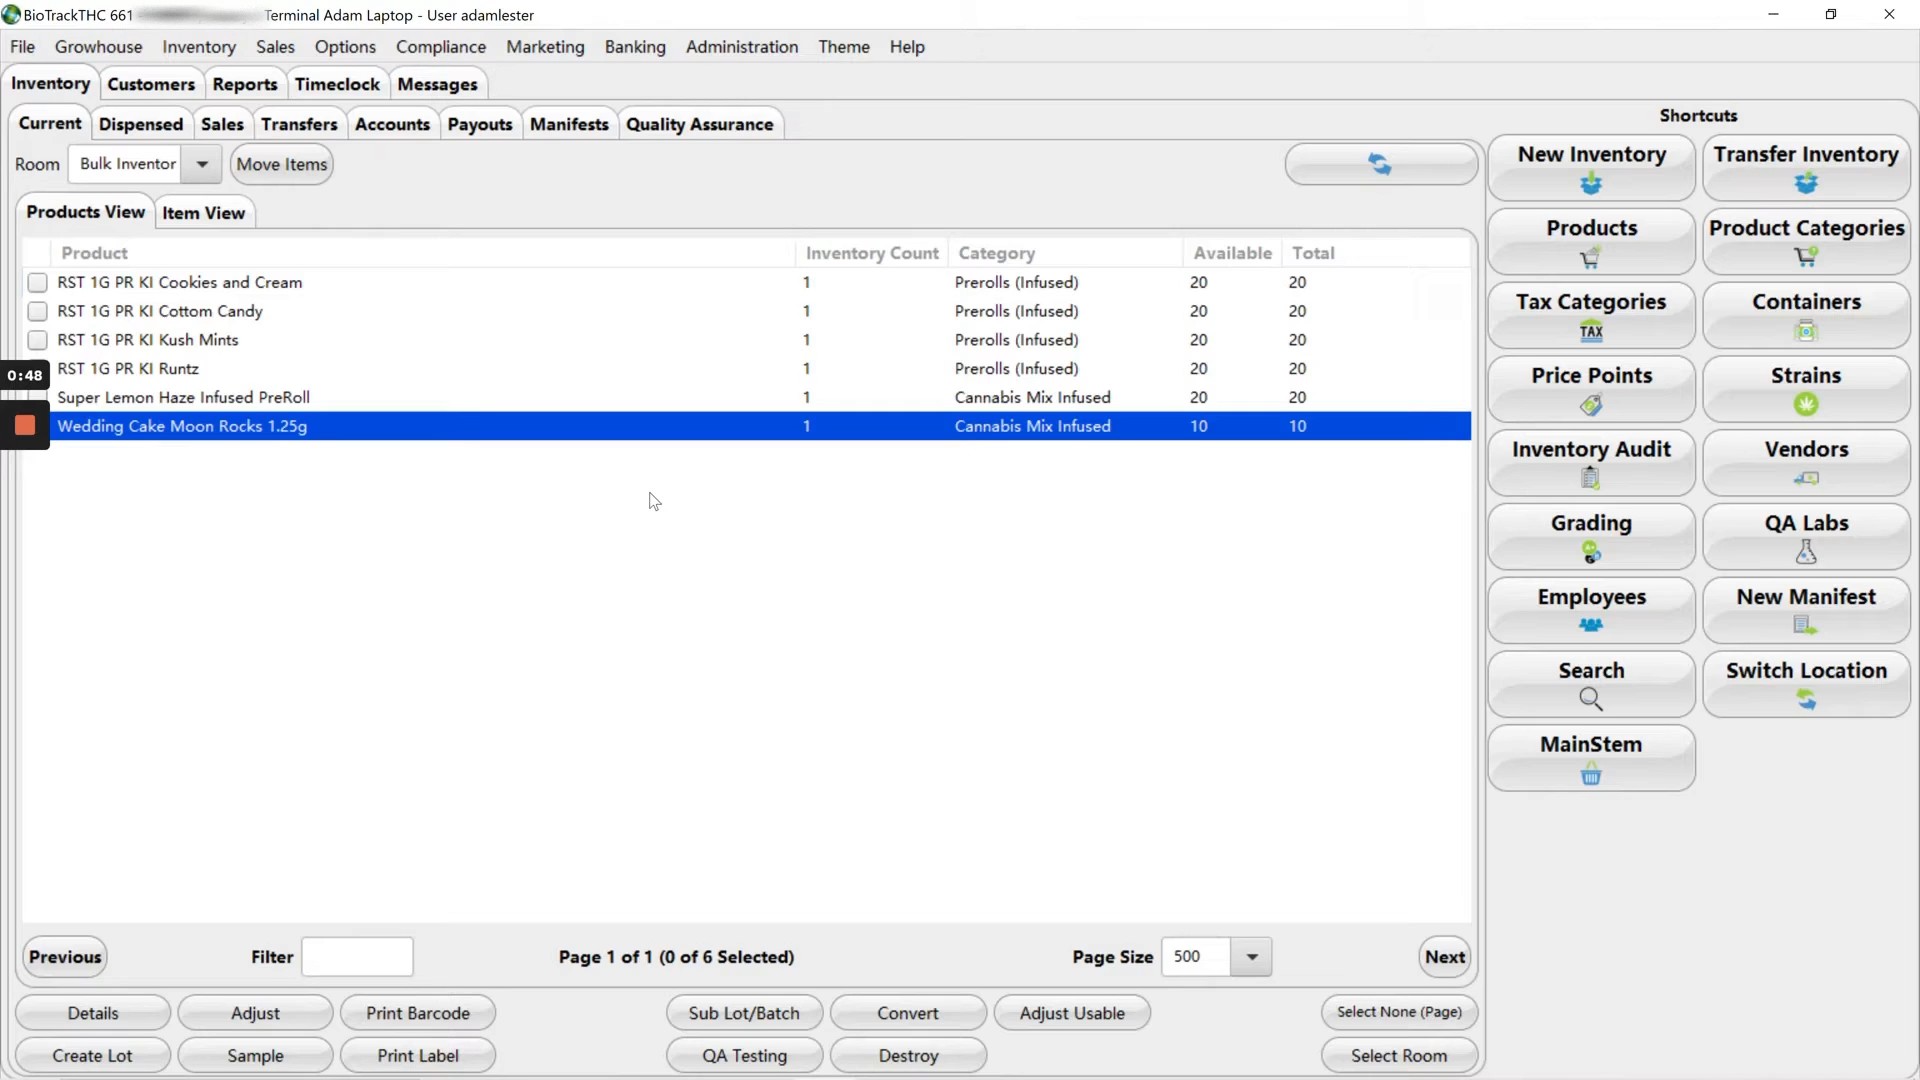 BioTrackTHC 661 Terminal Adam Laptop - User adamlester
File Growhouse Inventory Sales Options Compliance Marketing Banking Administration Theme Help
Inventory Customers Reports Timeclock Messages
Current Dispensed Sales Transfers Accounts Payouts Manifests Quality Assurance
Room Bulk Inventor Move Items
Products View Item View
Product Inventory Count Category Available Total
RST 1G PR KI Cookies and Cream 1 Prerolls (Infused) 20 20
RST 1G PR KI Cottom Candy 1 Prerolls (Infused) 20 20
RST 1G PR KI Kush Mints 1 Prerolls (Infused) 20 20
RST 1G PR KI Runtz 1 Prerolls (Infused) 20 20
Super Lemon Haze Infused PreRoll 1 Cannabis Mix Infused 20 20
Wedding Cake Moon Rocks 1.25g 1 Cannabis Mix Infused 10 10
0:48
Previous Filter Page 1 of 1 (0 of 6 Selected) Page Size 500 Next
Details Adjust Print Barcode Sub Lot/Batch Convert Adjust Usable Select None (Page)
Create Lot Sample Print Label QA Testing Destroy Select Room
Shortcuts
New Inventory Transfer Inventory
Products Product Categories
Tax Categories Containers
TAX
Price Points Strains
Inventory Audit Vendors
Grading QA Labs
Employees New Manifest
Search Switch Location
MainStem